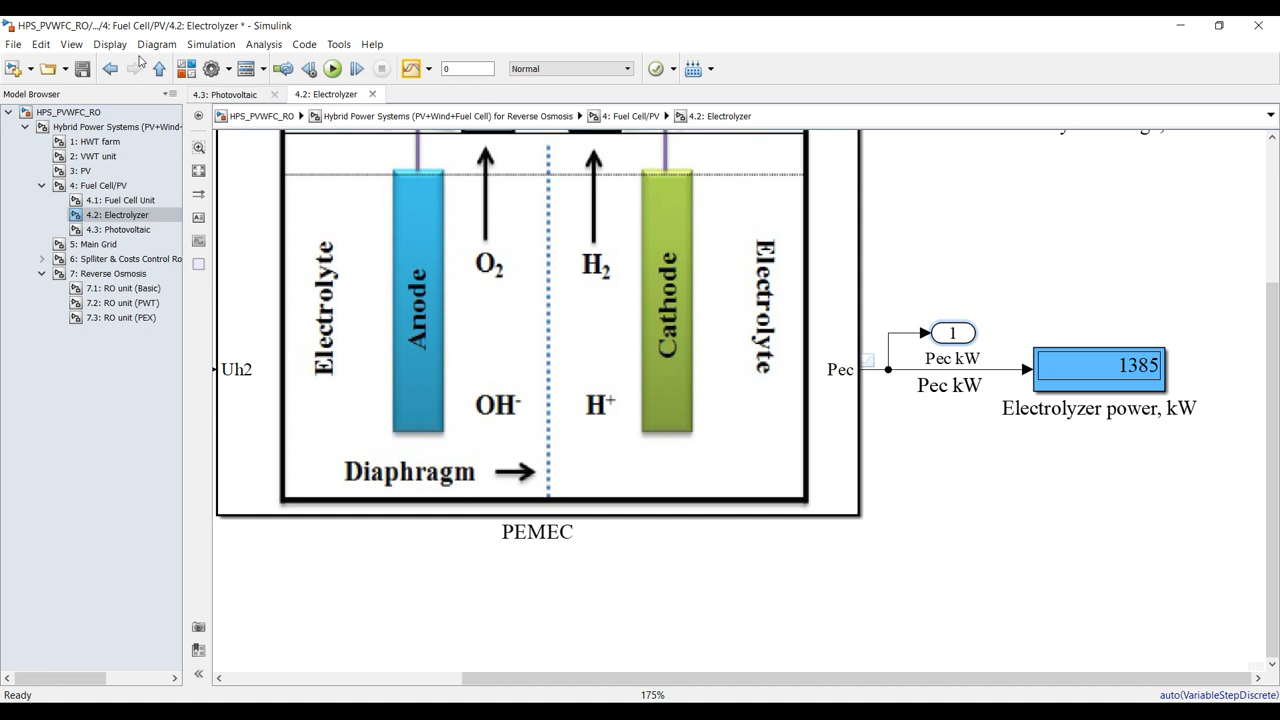 HPS_PVWFC_RO/.../4: Fuel Cell/PV/4.2: Electrolyzer * - Simulink
File Edit View Display Diagram Simulation Analysis Code Tools Help
0 Normal
Model Browser
4.3: Photovoltaic 4.2: Electrolyzer
HPS_PVWFC_RO Hybrid Power Systems (PV+Wind+Fuel Cell) for Reverse Osmosis 4: Fuel Cell/PV 4.2: Electrolyzer
HPS_PVWFC_RO
Hybrid Power Systems (PV+Wind-
1: HWT farm
2: VWT unit
3: PV
4: Fuel Cell/PV
4.1: Fuel Cell Unit
4.2: Electrolyzer
4.3: Photovoltaic
5: Main Grid
6: Splliter & Costs Control Ro
7: Reverse Osmosis
7.1: RO unit (Basic)
7.2: RO unit (PWT)
7.3: RO unit (PEX)
Electrolyte
Anode
O2
H2
Cathode
Electrolyte
OH-
H+
Diaphragm
Uh2
Pec
1
Pec kW
Pec kW
1385
Electrolyzer power, kW
PEMEC
Ready 175% auto(VariableStepDiscrete)